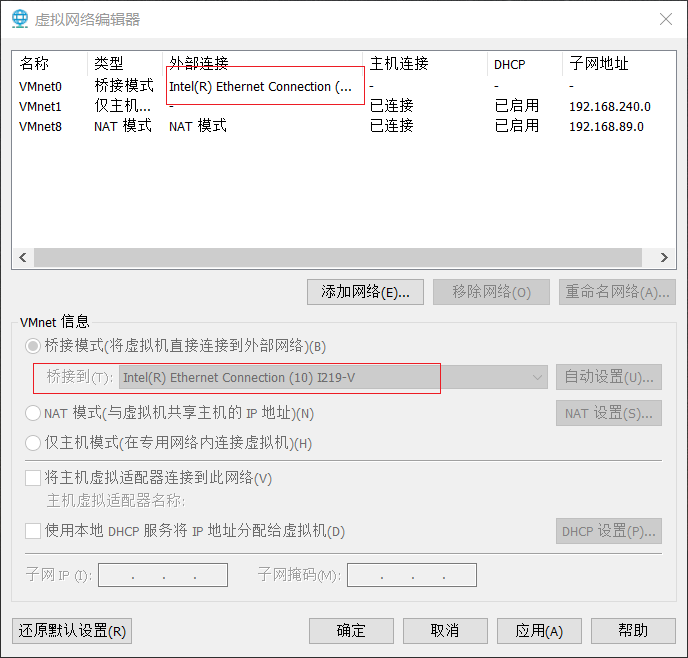 虚拟网络编辑器
名称 类型 外部连接 主机连接 DHCP 子网地址
VMnet0 桥接模式 Intel(R) Ethernet Connection (... - - -
VMnet1 仅主机... - 已连接 已启用 192.168.240.0
VMnet8 NAT 模式 NAT 模式 已连接 已启用 192.168.89.0
添加网络(E)... 移除网络(O) 重命名网络(A)...
VMnet 信息
桥接模式(将虚拟机直接连接到外部网络)(B)
桥接到(T): Intel(R) Ethernet Connection (10) I219-V 自动设置(U)...
NAT 模式(与虚拟机共享主机的 IP 地址)(N) NAT 设置(S)...
仅主机模式(在专用网络内连接虚拟机)(H)
将主机虚拟适配器连接到此网络(V)
主机虚拟适配器名称:
使用本地 DHCP 服务将 IP 地址分配给虚拟机(D) DHCP 设置(P)...
子网 IP (I): . . . 子网掩码(M): . . .
还原默认设置(R) 确定 取消 应用(A) 帮助